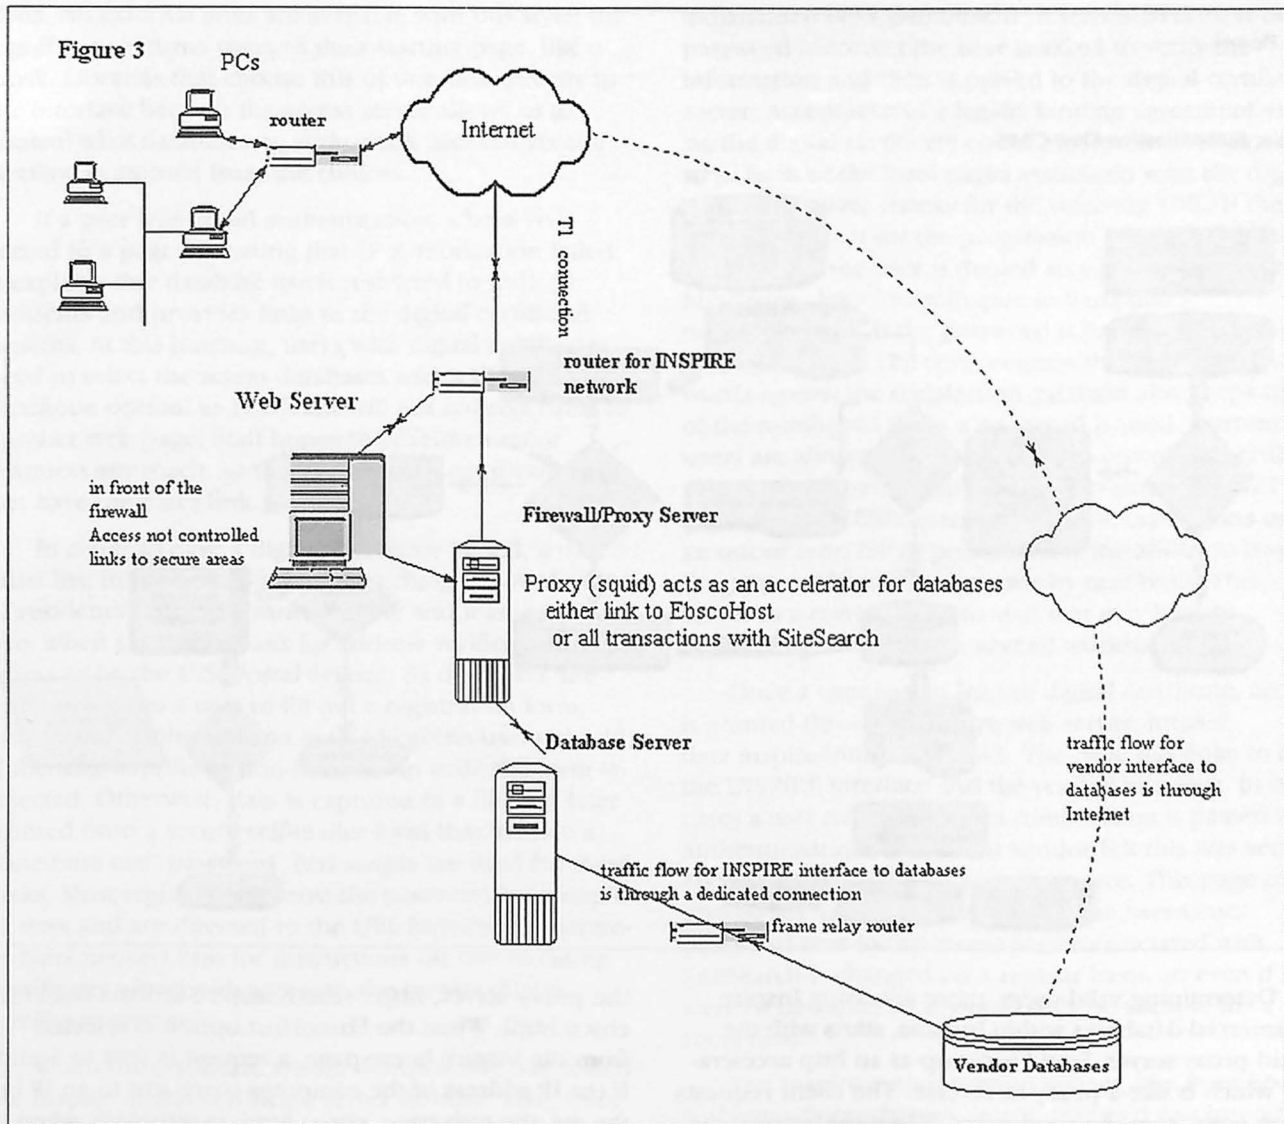 Figure 3
PCs
router
Internet
T1 connection
router for INSPIRE
network
Web Server
in front of the
firewall
Access not controlled
links to secure areas
Firewall/Proxy Server
Proxy (squid) acts as an accelerator for databases
either link to EbscoHost
or all transactions with SiteSearch
Database Server
traffic flow for
vendor interface to
databases is through
Internet
traffic flow for INSPIRE interface to databases
is through a dedicated connection
frame relay router
Vendor Databases